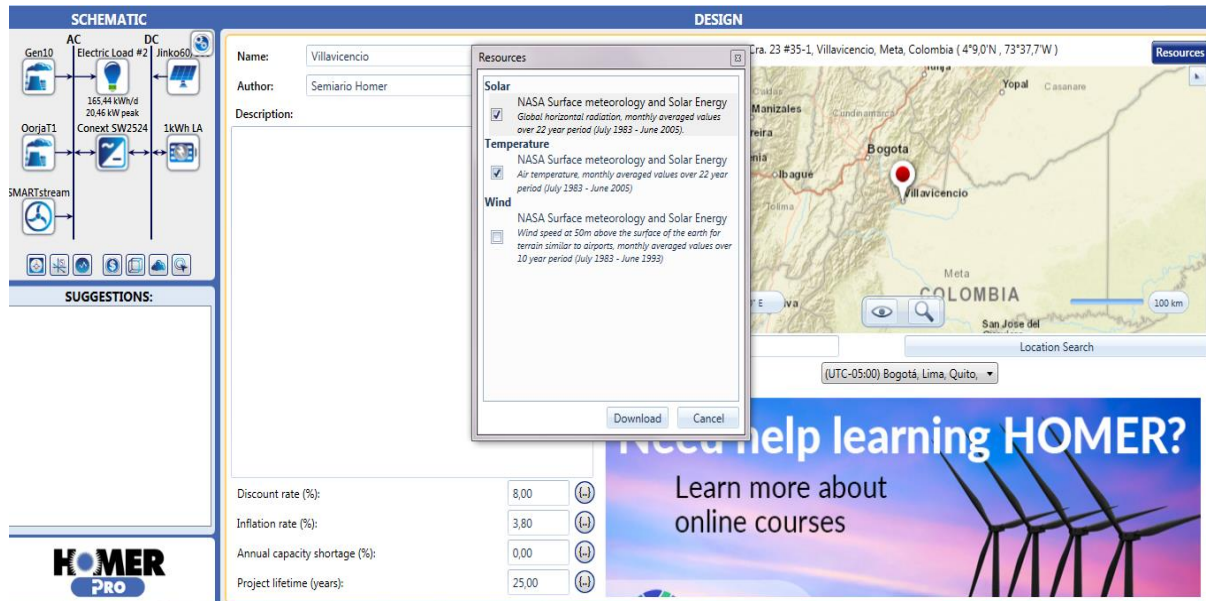 SCHEMATIC
AC DC
Gen10 Electric Load #2 Jinko60/
165,44 kWh/d
20,46 kW peak
OorjaT1 Conext SW2524 1kWh LA
SMARTstream
SUGGESTIONS:
HOMER
PRO
DESIGN
Name: Villavicencio
Author: Semiario Homer
Description:
Discount rate (%): 8,00 {..}
Inflation rate (%): 3,80 {..}
Annual capacity shortage (%): 0,00 {..}
Project lifetime (years): 25,00 {..}
Resources
Solar
NASA Surface meteorology and Solar Energy
Global horizontal radiation, monthly averaged values
over 22 year period (July 1983 - June 2005).
Temperature
NASA Surface meteorology and Solar Energy
Air temperature, monthly averaged values over 22 year
period (July 1983 - June 2005)
Wind
NASA Surface meteorology and Solar Energy
Wind speed at 50m above the surface of the earth for
terrain similar to airports, monthly averaged values over
10 year period (July 1983 - June 1993)
Download Cancel
Cra. 23 #35-1, Villavicencio, Meta, Colombia ( 4°9,0'N , 73°37,7'W )
Resources
Yopal Casanare
Caldas
Manizales Cundinamarca
reira
Bogota
nia
Ibague
Villavicencio
Tolima
Meta
COLOMBIA
' E iva
100 km
San Jose del
Location Search
(UTC-05:00) Bogotá, Lima, Quito,
Need help learning HOMER?
Learn more about
online courses